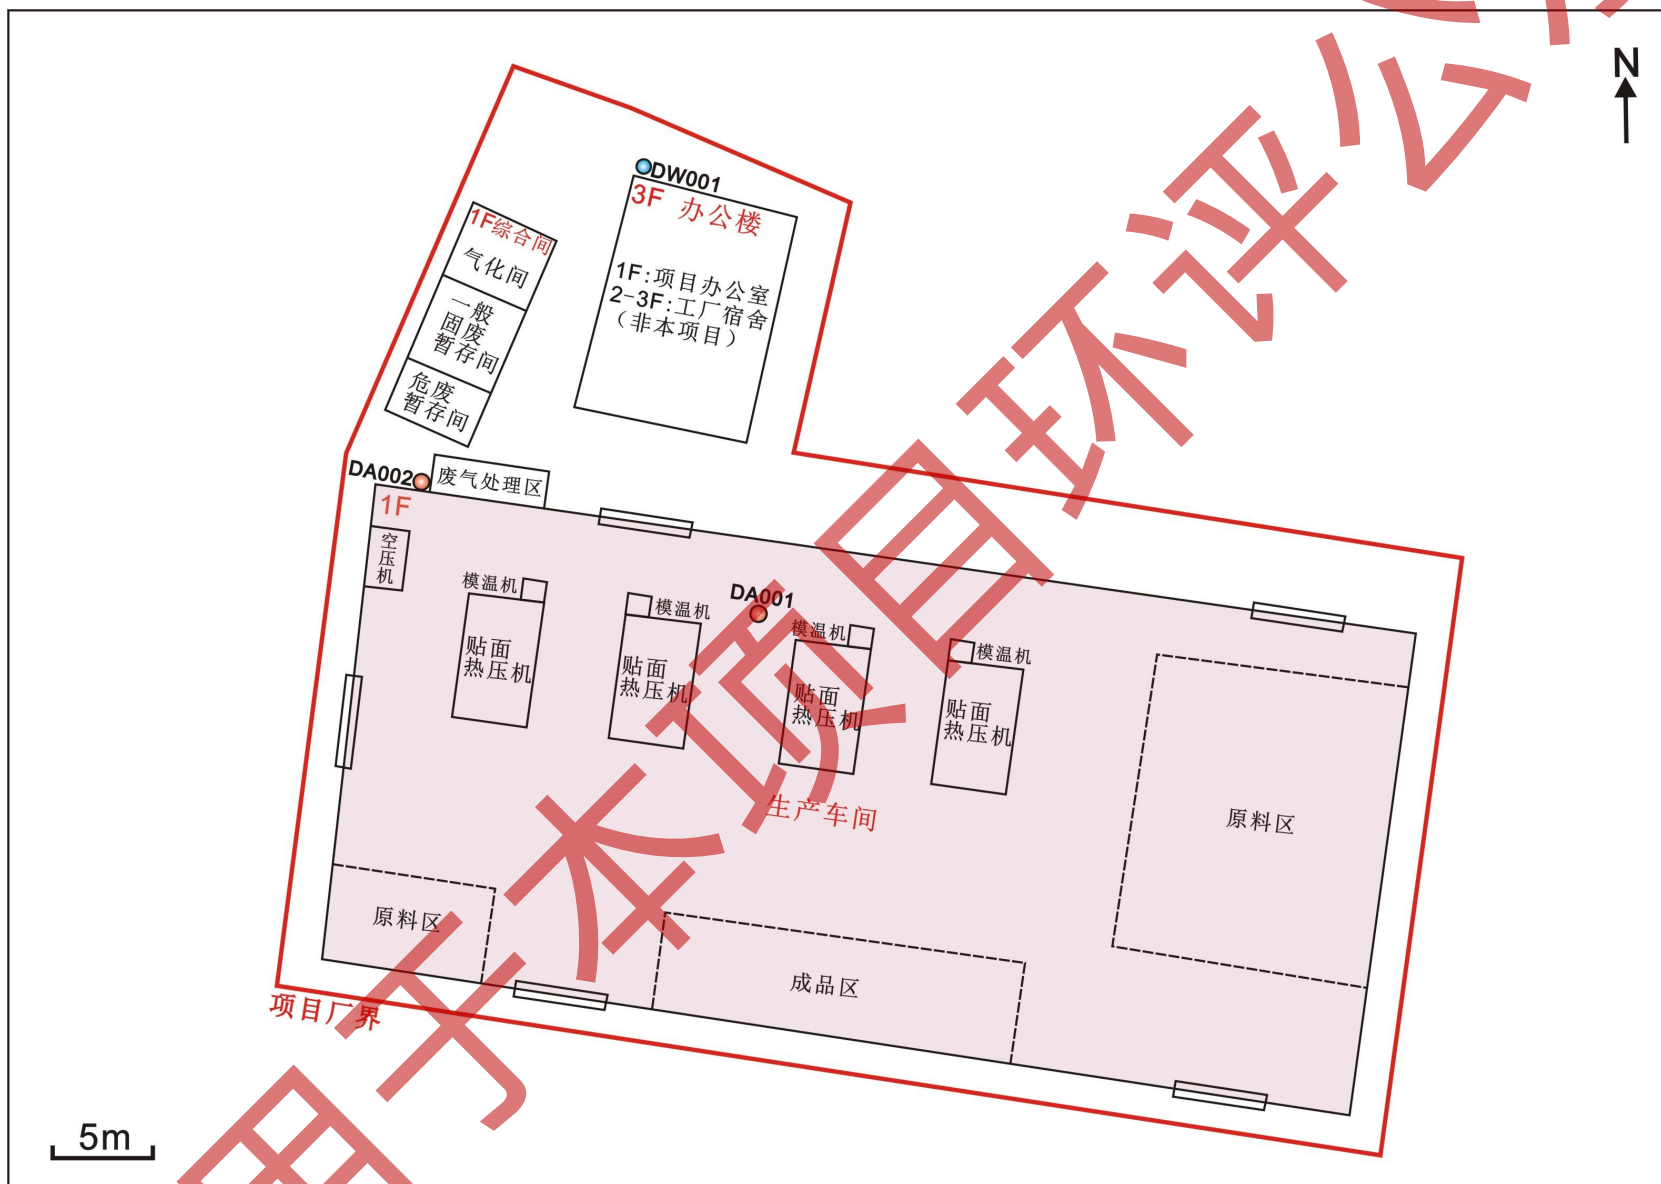 N
DW001
3F 办公楼
1F:项目办公室
2-3F:工厂宿舍
(非本项目)
1F综合间
气化间
一般
固废
暂存间
危废
暂存间
DA002
废气处理区
1F
空
压
机
模温机
贴面
热压机
模温机
贴面
热压机
DA001
模温机
贴面
热压机
模温机
贴面
热压机
生产车间
原料区
原料区
成品区
项目厂界
5m
用于本项目环评公